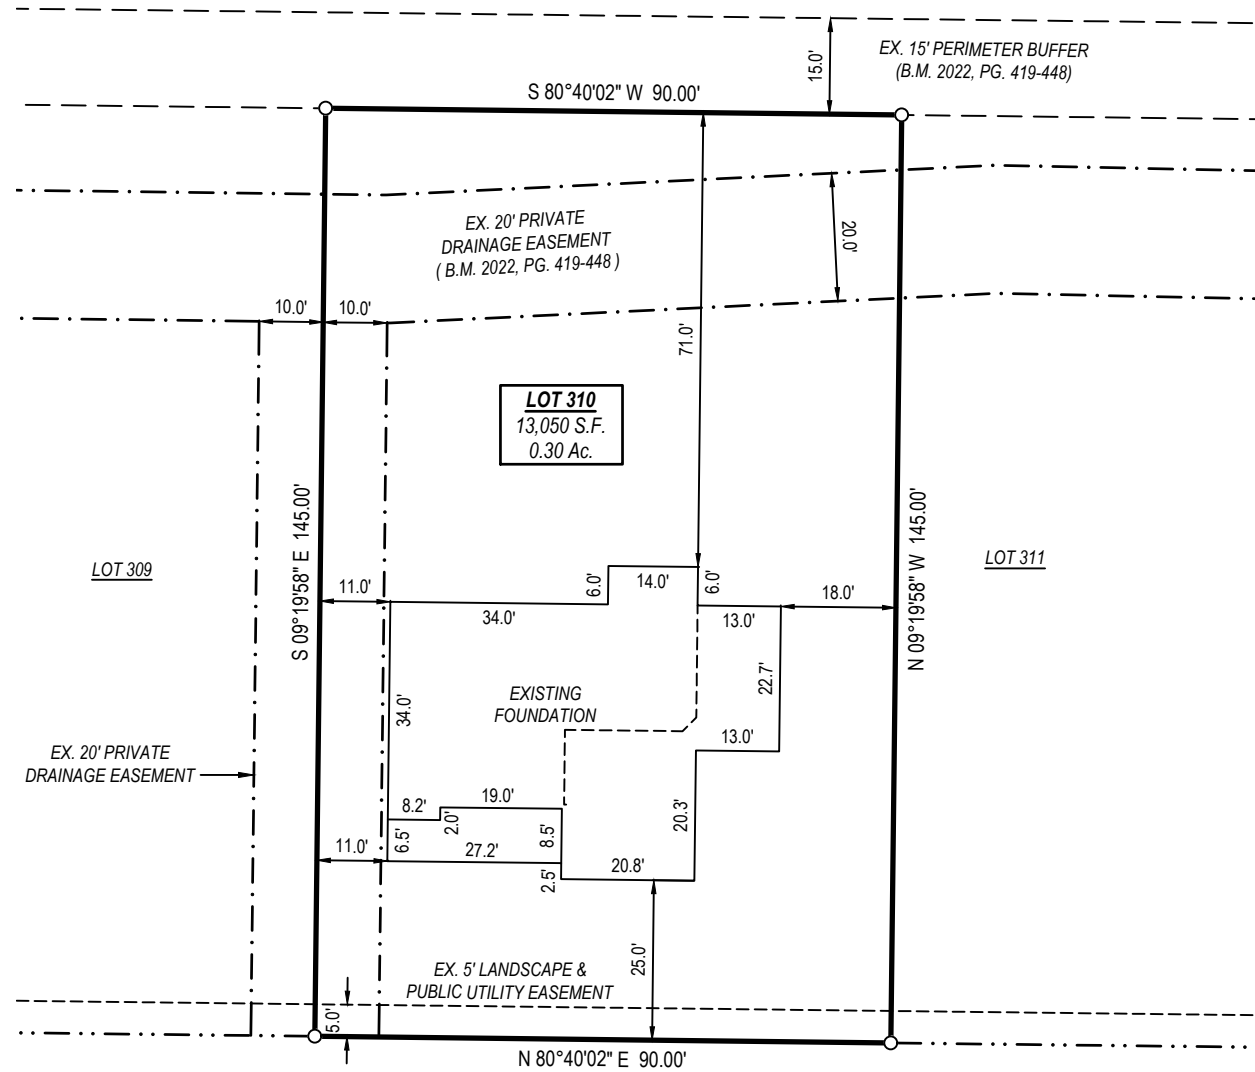 EX. 15' PERIMETER BUFFER
(B.M. 2022, PG. 419-448)
15.0'
S 80°40'02" W 90.00'
EX. 20' PRIVATE
DRAINAGE EASEMENT
( B.M. 2022, PG. 419-448 )
20.0'
10.0'
10.0'
71.0'
LOT 310
13,050 S.F.
0.30 Ac.
S 09°19'58" E 145.00'
N 09°19'58" W 145.00'
LOT 309
LOT 311
11.0'
34.0'
6.0'
14.0'
6.0'
13.0'
18.0'
22.7'
34.0'
EXISTING
FOUNDATION
13.0'
EX. 20' PRIVATE
DRAINAGE EASEMENT
8.2'
19.0'
2.0'
6.5'
8.5'
20.3'
11.0'
27.2'
2.5'
20.8'
25.0'
EX. 5' LANDSCAPE &
PUBLIC UTILITY EASEMENT
5.0'
N 80°40'02" E 90.00'